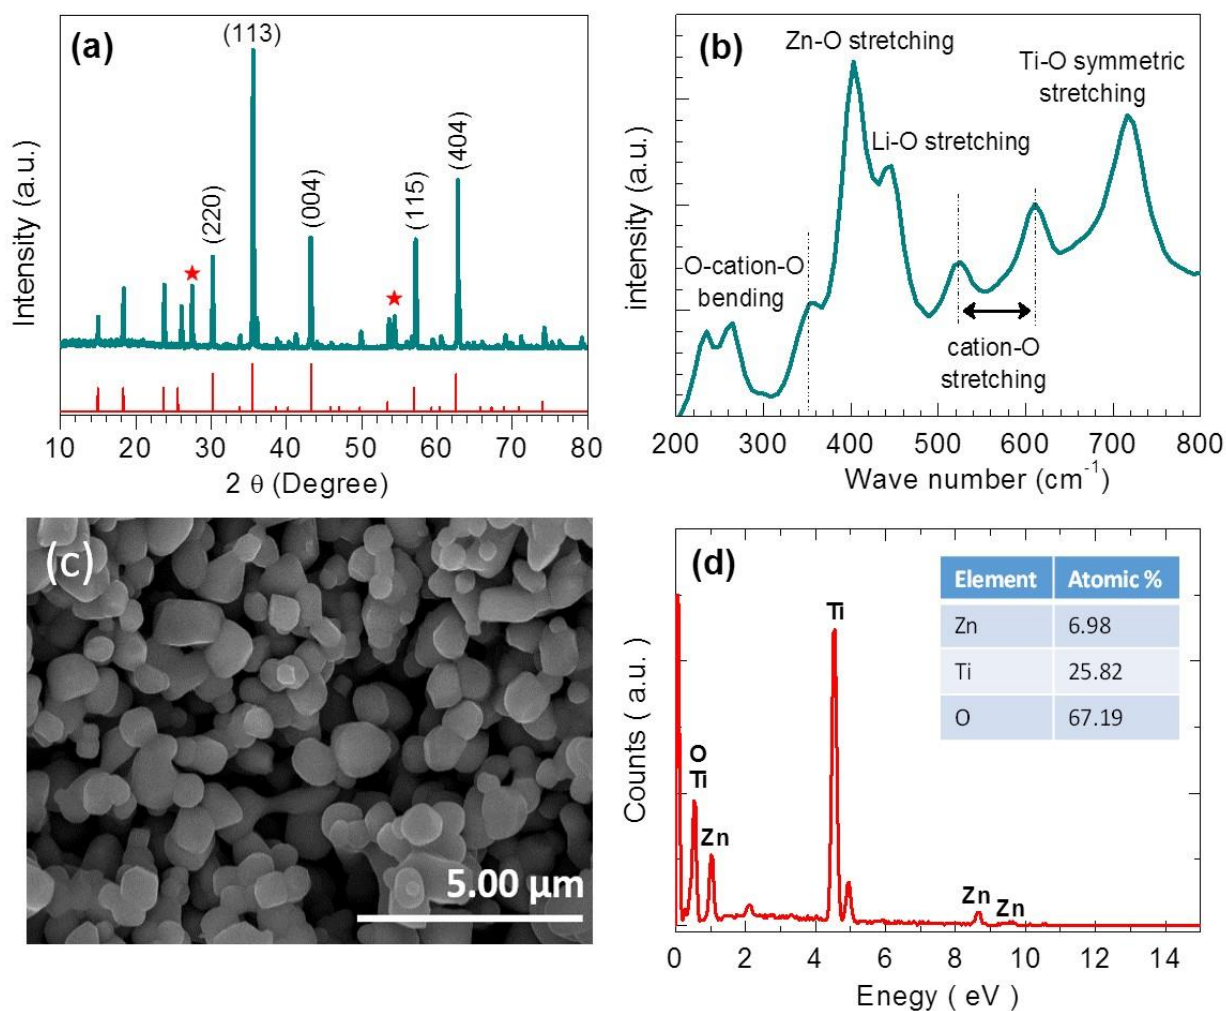 (a)
(113)
(220)
(004)
(115)
(404)
Intensity (a.u.)
10 20 30 40 50 60 70 80
2 θ (Degree)
(b)
Zn-O stretching
Ti-O symmetric
stretching
Li-O stretching
O-cation-O
bending
cation-O
stretching
intensity (a.u.)
200 300 400 500 600 700 800
Wave number (cm⁻¹)
(c)
5.00 µm
(d)
Element Atomic %
Zn 6.98
Ti 25.82
O 67.19
Ti
O
Ti
Zn
Zn
Zn
Counts ( a.u. )
0 2 4 6 8 10 12 14
Enegy ( eV )